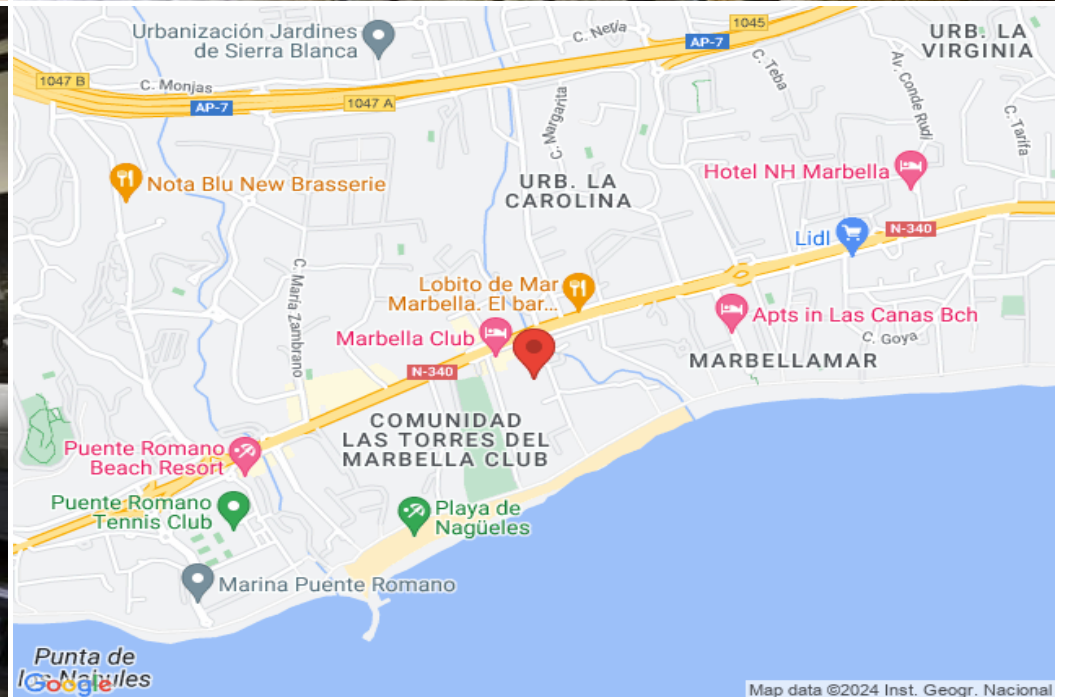 Urbanización Jardines
de Sierra Blanca
C. Nevia
1045
AP-7
URB. LA
VIRGINIA
1047 B
C. Monjas
AP-7
1047 A
C. Teba
Av. Conde Rudi
C. Tarifa
C. Margarita
Nota Blu New Brasserie
URB. LA
CAROLINA
Hotel NH Marbella
Lidl
N-340
C. María Zambrano
Lobito de Mar
Marbella. El bar...
Marbella Club
Apts in Las Canas Bch
C. Goya
MARBELLAMAR
N-340
COMUNIDAD
LAS TORRES DEL
MARBELLA CLUB
Puente Romano
Beach Resort
Puente Romano
Tennis Club
Playa de
Nagüeles
Marina Puente Romano
Punta de
Google
Map data ©2024 Inst. Geogr. Nacional